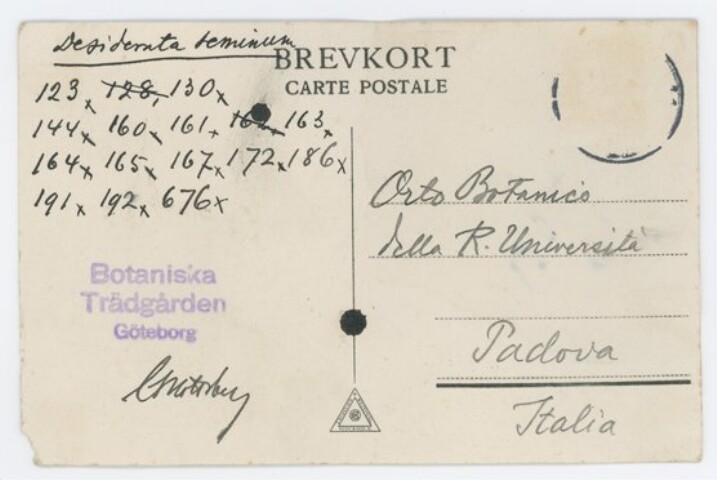 Desiderata seminum
BREVKORT
CARTE POSTALE
123x 128, 130x
144x 160x 161x 163x
164x 165x 167x 172x 186x
191x 192x 676x
Orto Botanico
della R. Università
Padova
Italia
Botaniska
Trädgården
Göteborg